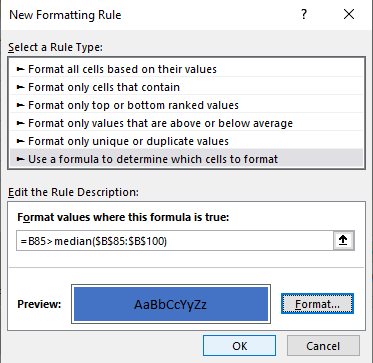 New Formatting Rule ? ×
Select a Rule Type:
► Format all cells based on their values
► Format only cells that contain
► Format only top or bottom ranked values
► Format only values that are above or below average
► Format only unique or duplicate values
► Use a formula to determine which cells to format
Edit the Rule Description:
Format values where this formula is true:
=B85>median($B$85:$B$100)
Preview: AaBbCcYyZz Format...
OK Cancel